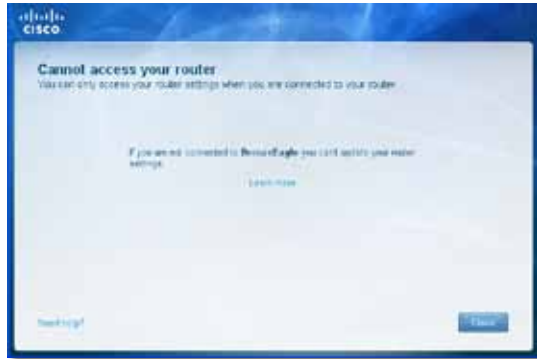 CISCO
Cannot access your router
You can only access your router settings when you are connected to your router.
If you are not connected to you can't update your router
settings.
Learn more
Need help?
Close